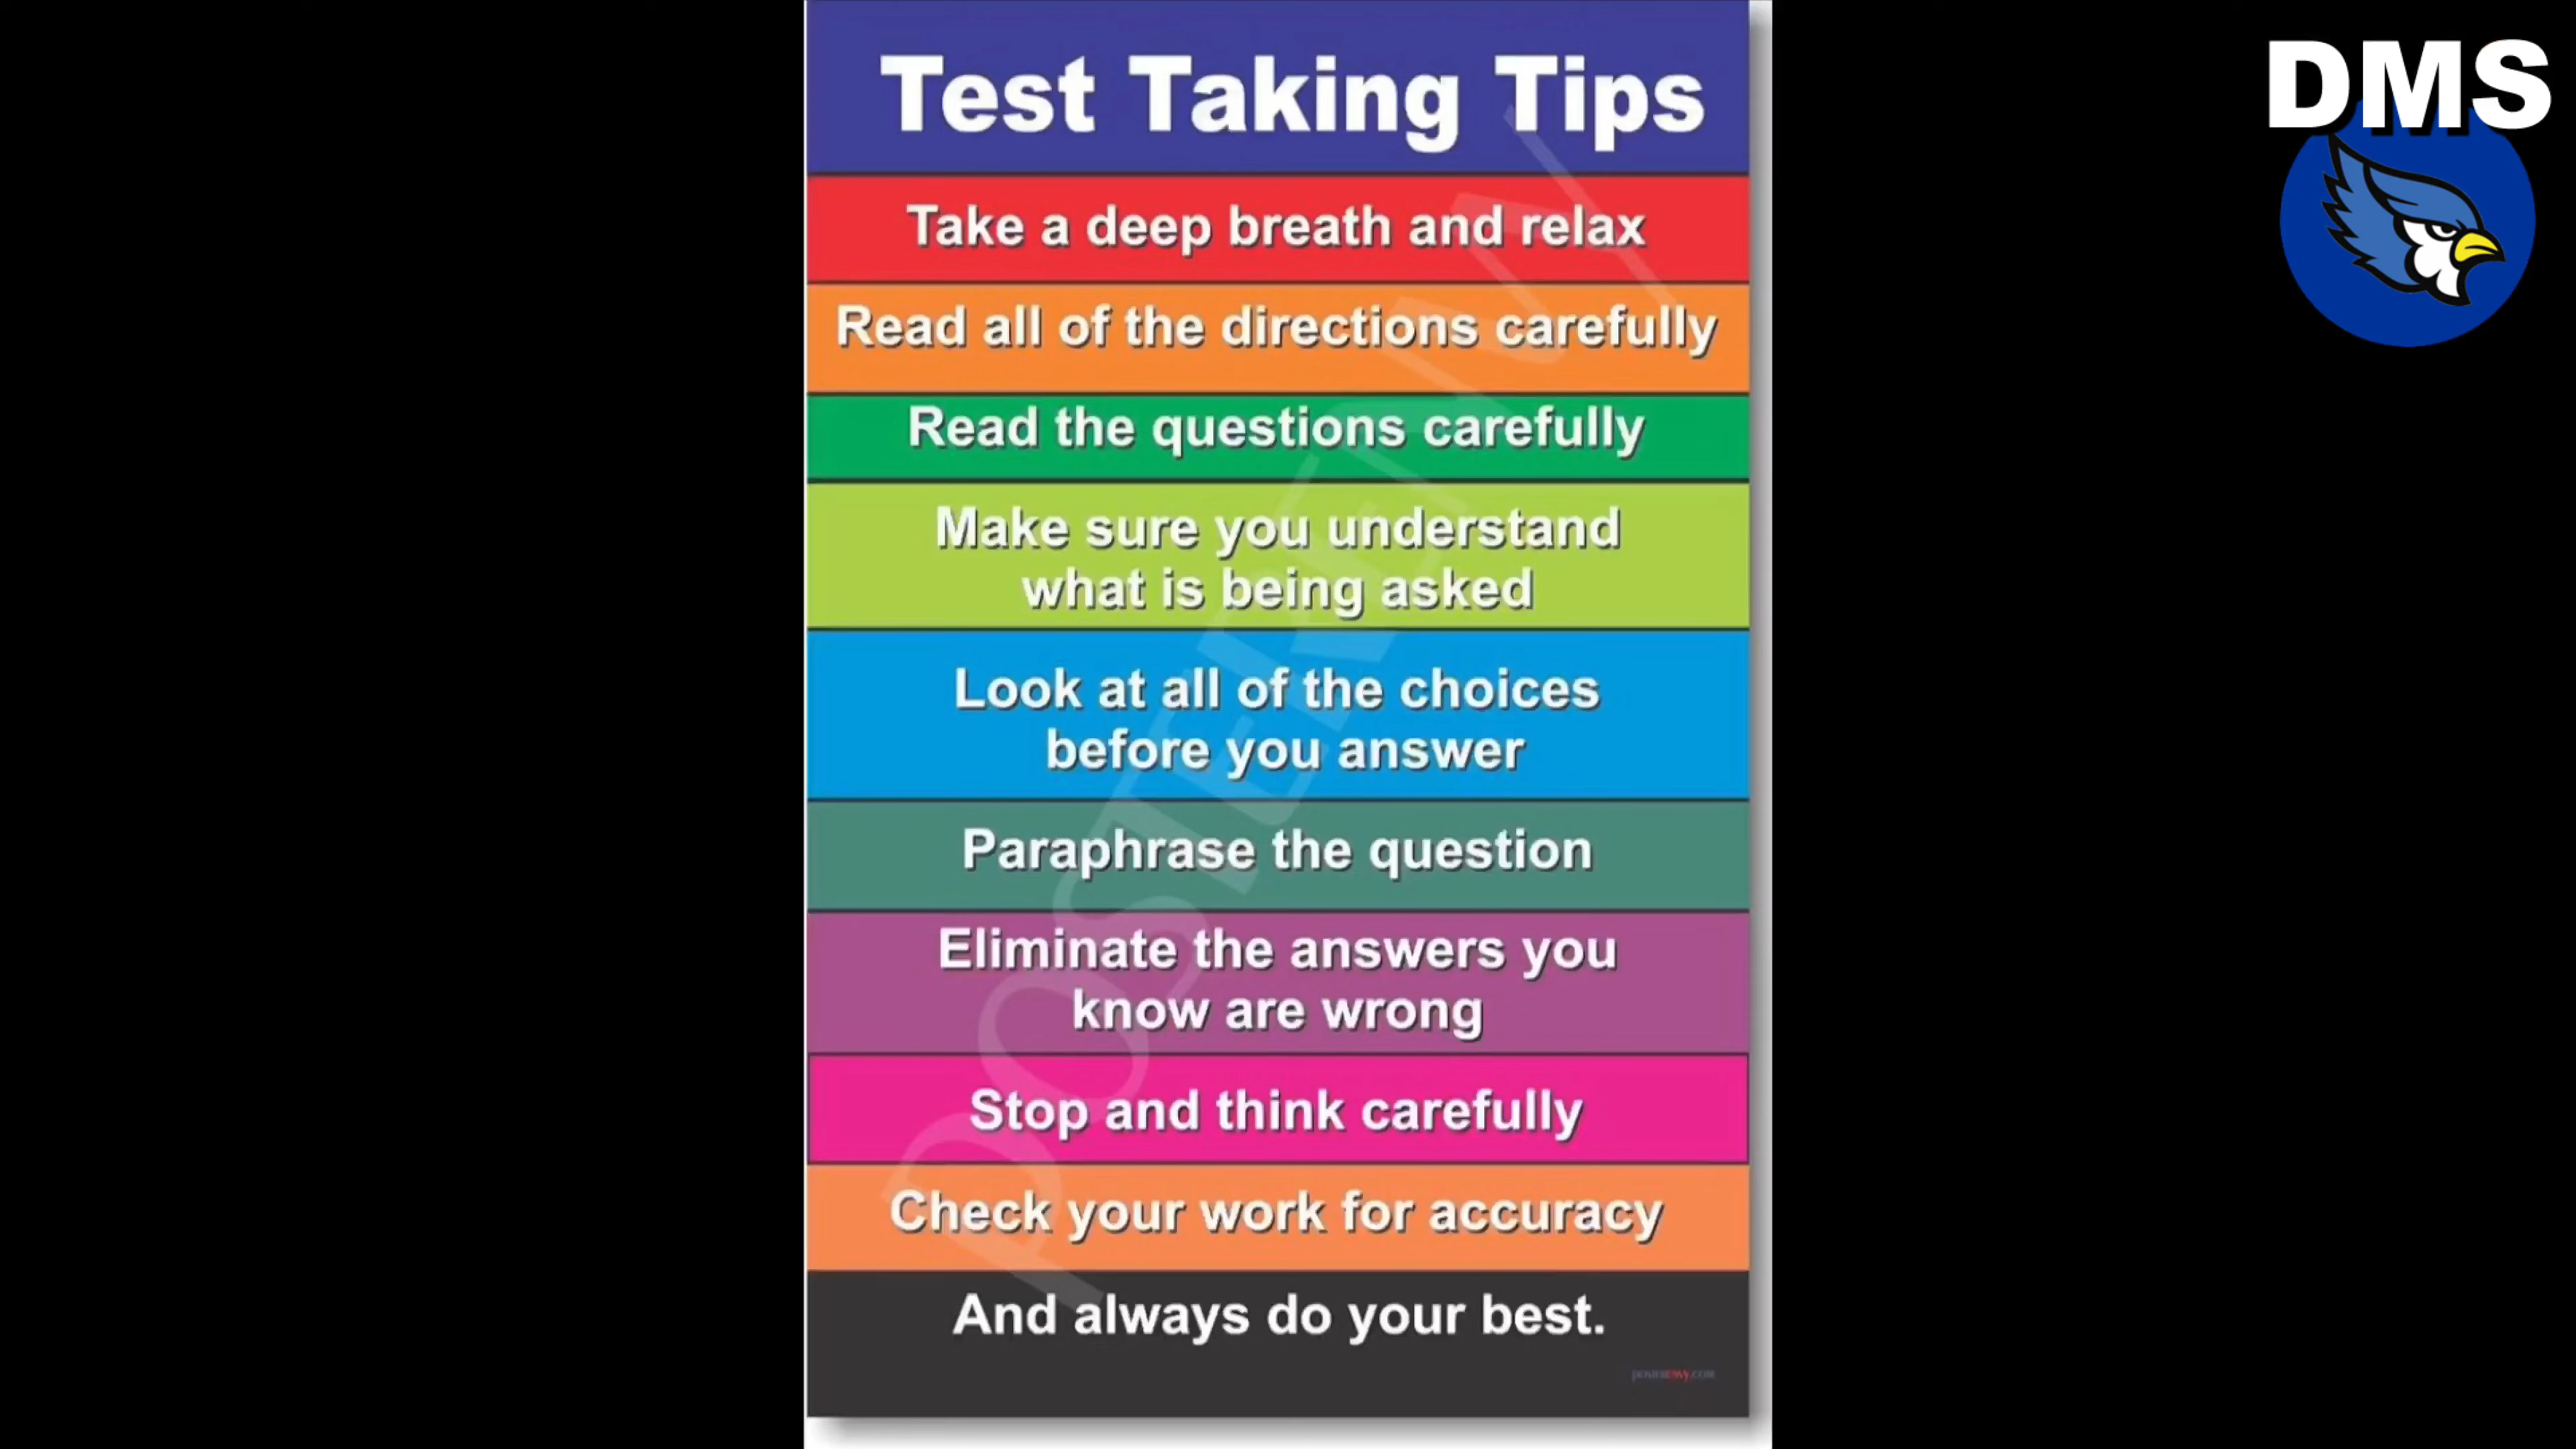 Test Taking Tips
DMS
Take a deep breath and relax
Read all of the directions carefully
Read the questions carefully
Make sure you understand
what is being asked
Look at all of the choices
before you answer
Paraphrase the question
Eliminate the answers you
know are wrong
Stop and think carefully
Check your work for accuracy
And always do your best.
POSTERENVY
posterenvy.com